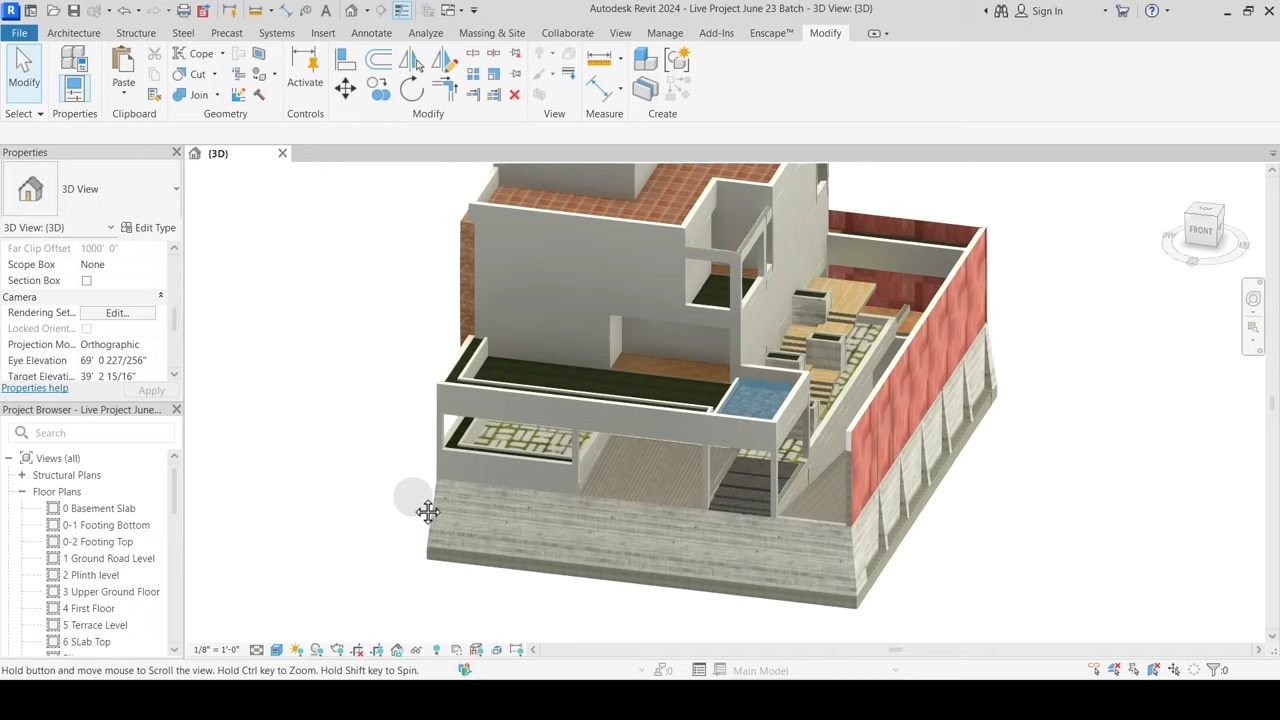 R
Autodesk Revit 2024 - Live Project June 23 Batch - 3D View: {3D}
Sign In
File Architecture Structure Steel Precast Systems Insert Annotate Analyze Massing & Site Collaborate View Manage Add-Ins Enscape™ Modify
Modify Paste Cope Cut Join Activate
Select Properties Clipboard Geometry Controls Modify View Measure Create
Properties
{3D}
3D View
3D View: {3D} Edit Type
Far Clip Offset 1000' 0"
Scope Box None
Section Box
Camera
Rendering Set... Edit...
Locked Orient...
Projection Mo... Orthographic
Eye Elevation 69' 0 227/256"
Target Elevat... 39' 2 15/16"
Properties help Apply
Project Browser - Live Project June...
Search
Views (all)
Structural Plans
Floor Plans
0 Basement Slab
0-1 Footing Bottom
0-2 Footing Top
1 Ground Road Level
2 Plinth level
3 Upper Ground Floor
4 First Floor
5 Terrace Level
6 SLab Top
TOP
FRONT
1/8" = 1'-0"
Hold button and move mouse to Scroll the view. Hold Ctrl key to Zoom. Hold Shift key to Spin.
:0 Main Model :0